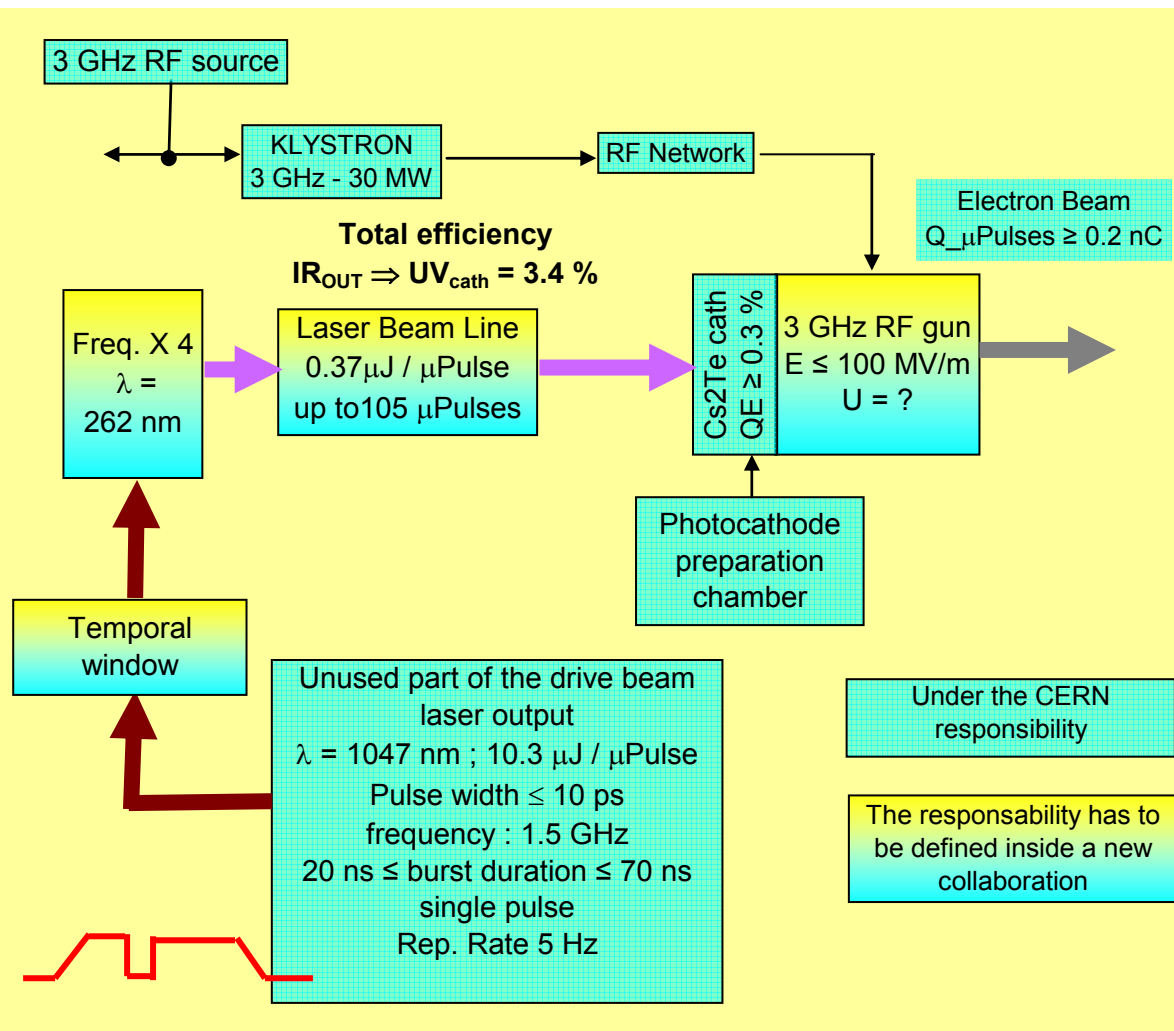 3 GHz RF source
KLYSTRON
3 GHz - 30 MW
RF Network
Electron Beam
Q_μPulses ≥ 0.2 nC
Total efficiency
IR_OUT ⇒ UV_cath = 3.4 %
Freq. X 4
λ =
262 nm
Laser Beam Line
0.37μJ / μPulse
up to105 μPulses
Cs2Te cath
QE ≥ 0.3 %
3 GHz RF gun
E ≤ 100 MV/m
U = ?
Photocathode
preparation
chamber
Temporal
window
Unused part of the drive beam
laser output
λ = 1047 nm ; 10.3 μJ / μPulse
Pulse width ≤ 10 ps
frequency : 1.5 GHz
20 ns ≤ burst duration ≤ 70 ns
single pulse
Rep. Rate 5 Hz
Under the CERN
responsibility
The responsability has to
be defined inside a new
collaboration